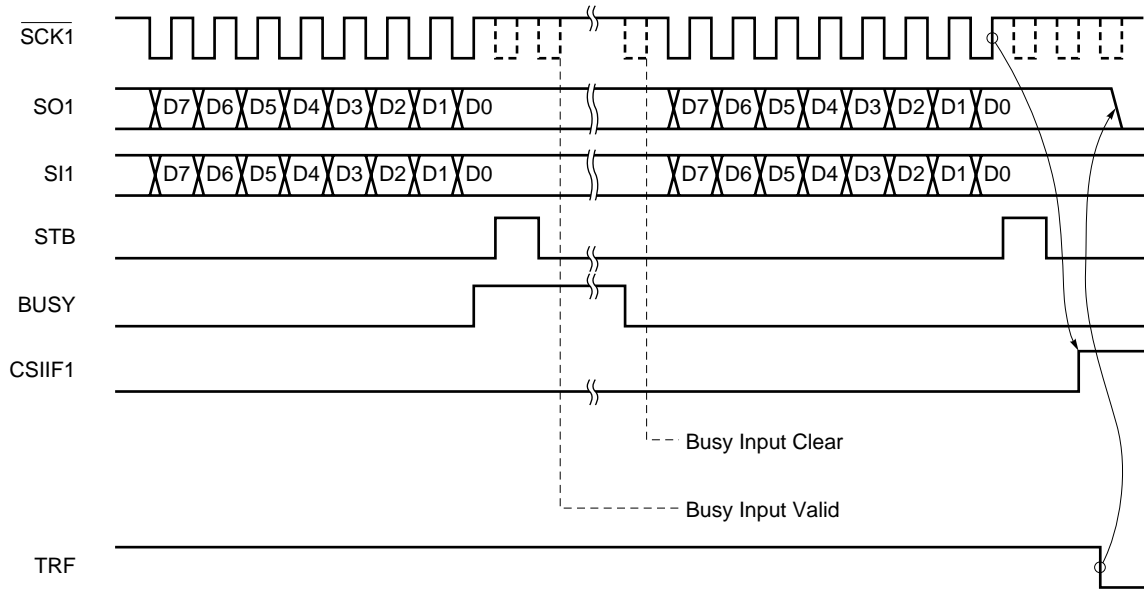 SCK1
SO1 D7 D6 D5 D4 D3 D2 D1 D0 D7 D6 D5 D4 D3 D2 D1 D0
SI1 D7 D6 D5 D4 D3 D2 D1 D0 D7 D6 D5 D4 D3 D2 D1 D0
STB
BUSY
CSIIF1
Busy Input Clear
Busy Input Valid
TRF